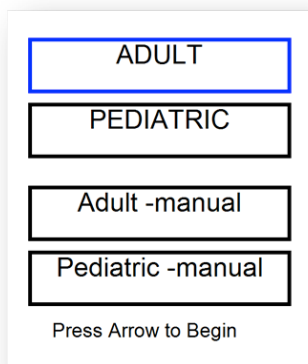 ADULT
PEDIATRIC
Adult -manual
Pediatric -manual
Press Arrow to Begin